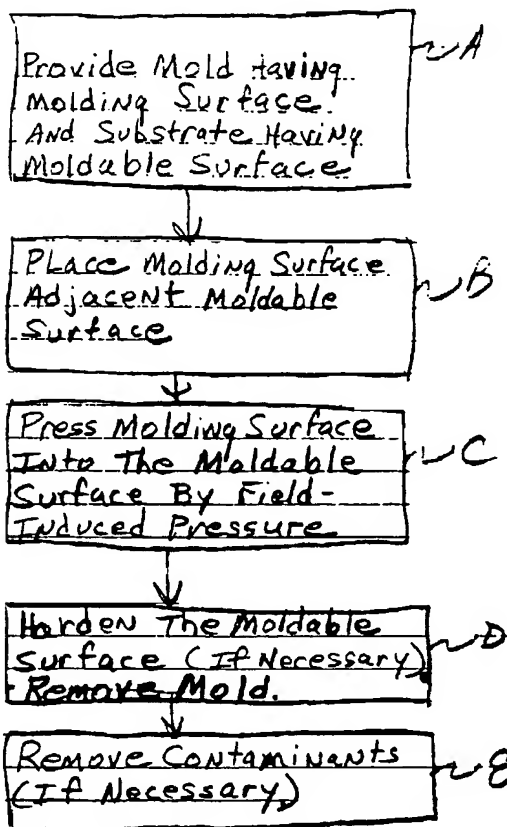 Provide Mold Having
Molding Surface
And Substrate Having
Moldable Surface
A
Place Molding Surface
Adjacent Moldable
Surface
B
Press Molding Surface
Into The Moldable
Surface By Field-
Induced Pressure
C
Harden The Moldable
Surface (If Necessary),
Remove Mold.
D
Remove Contaminants
(If Necessary)
E